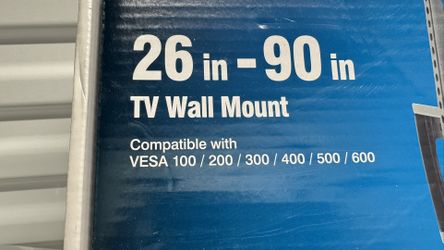 26 in - 90 in
TV Wall Mount
Compatible with
VESA 100 / 200 / 300 / 400 / 500 / 600